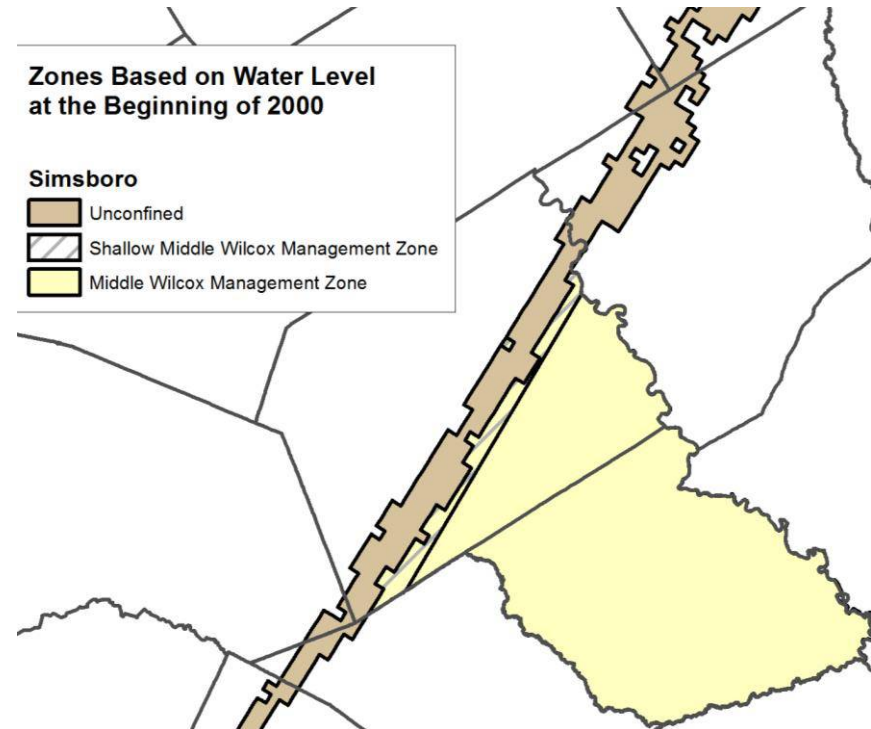 Zones Based on Water Level
at the Beginning of 2000
Simsboro
Unconfined
Shallow Middle Wilcox Management Zone
Middle Wilcox Management Zone